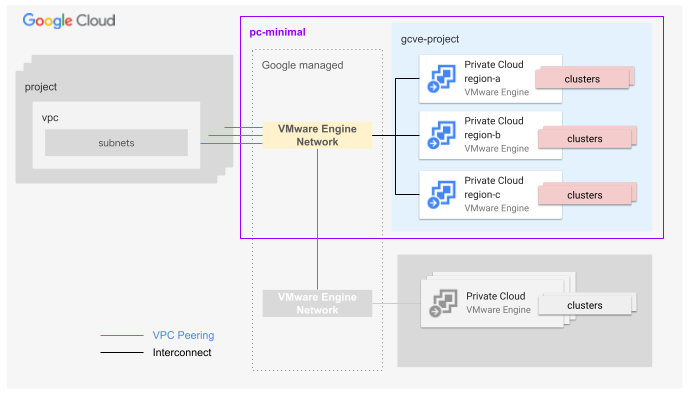 Google Cloud
pc-minimal
gcve-project
Google managed
project
vpc
subnets
VMware Engine
Network
Private Cloud
region-a
VMware Engine
clusters
Private Cloud
region-b
VMware Engine
clusters
Private Cloud
region-c
VMware Engine
clusters
VMware Engine
Network
Private Cloud
VMware Engine
clusters
VPC Peering
Interconnect